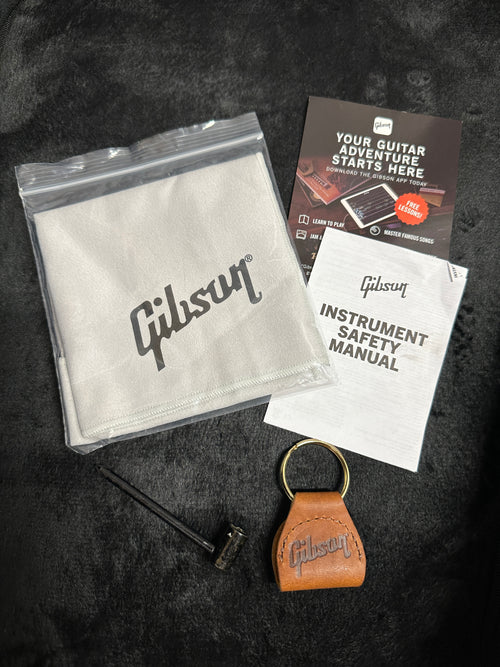 Gibson®
Gibson
YOUR GUITAR
ADVENTURE
STARTS HERE
DOWNLOAD THE GIBSON APP TODAY
FREE
LESSONS!
LEARN TO PLAY
MASTER FAMOUS SONGS
JAM
Gibson
INSTRUMENT
SAFETY
MANUAL
Gibson